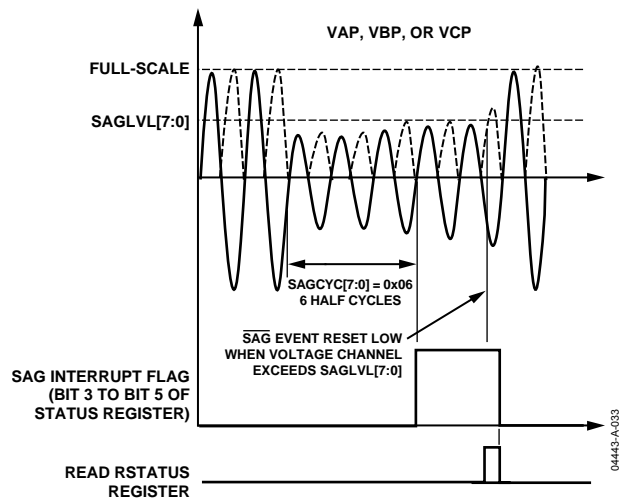 VAP, VBP, OR VCP
FULL-SCALE
SAGLVL[7:0]
SAGCYC[7:0] = 0x06
6 HALF CYCLES
SAG EVENT RESET LOW
WHEN VOLTAGE CHANNEL
EXCEEDS SAGLVL[7:0]
SAG INTERRUPT FLAG
(BIT 3 TO BIT 5 OF
STATUS REGISTER)
READ RSTATUS
REGISTER
04443-A-033